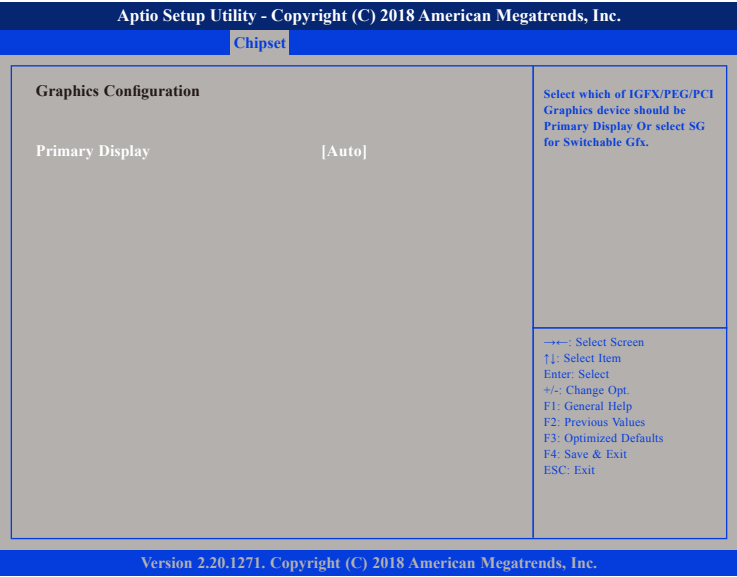 Aptio Setup Utility - Copyright (C) 2018 American Megatrends, Inc.
Chipset
Graphics Configuration
Primary Display [Auto]
Select which of IGFX/PEG/PCI
Graphics device should be
Primary Display Or select SG
for Switchable Gfx.
→←: Select Screen
↑↓: Select Item
Enter: Select
+/-: Change Opt.
F1: General Help
F2: Previous Values
F3: Optimized Defaults
F4: Save & Exit
ESC: Exit
Version 2.20.1271. Copyright (C) 2018 American Megatrends, Inc.